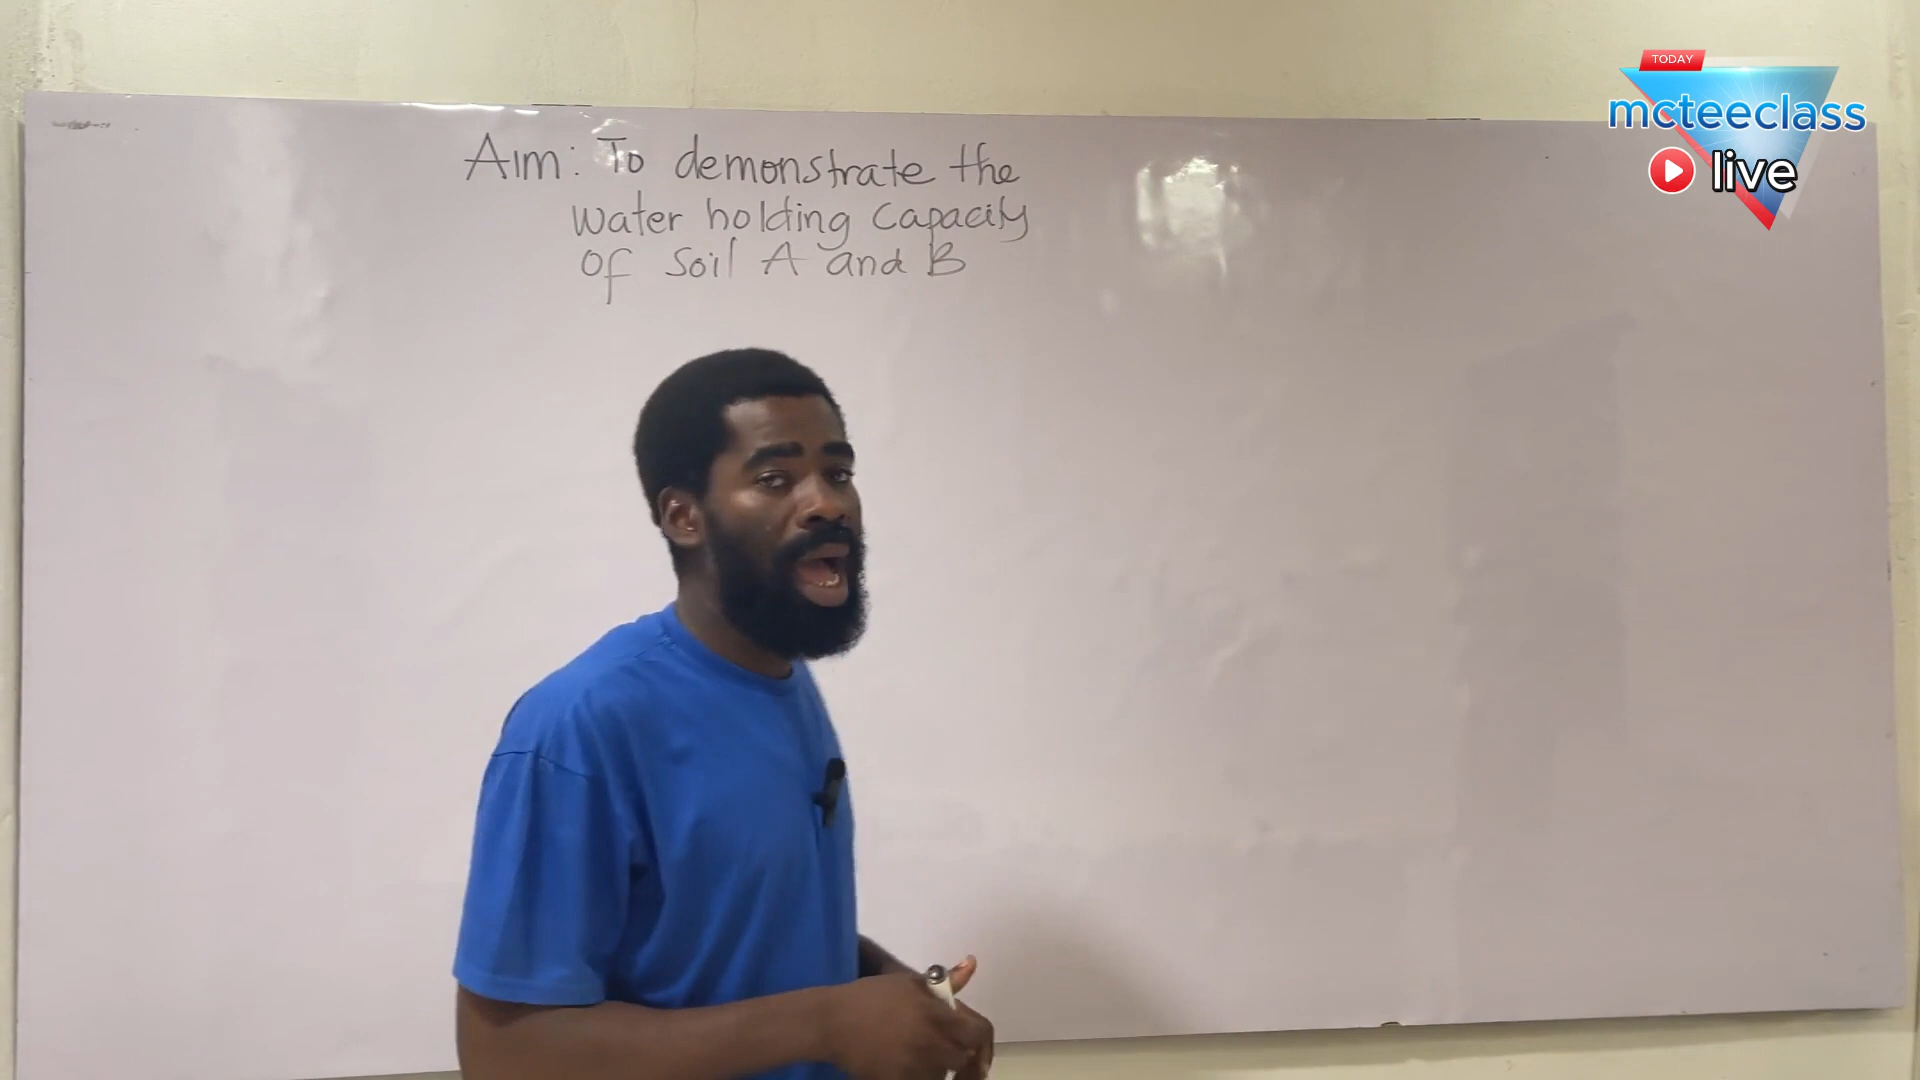 TODAY
mcteeclass
live
Aim: To demonstrate the
Water holding capacity
of soil A and B